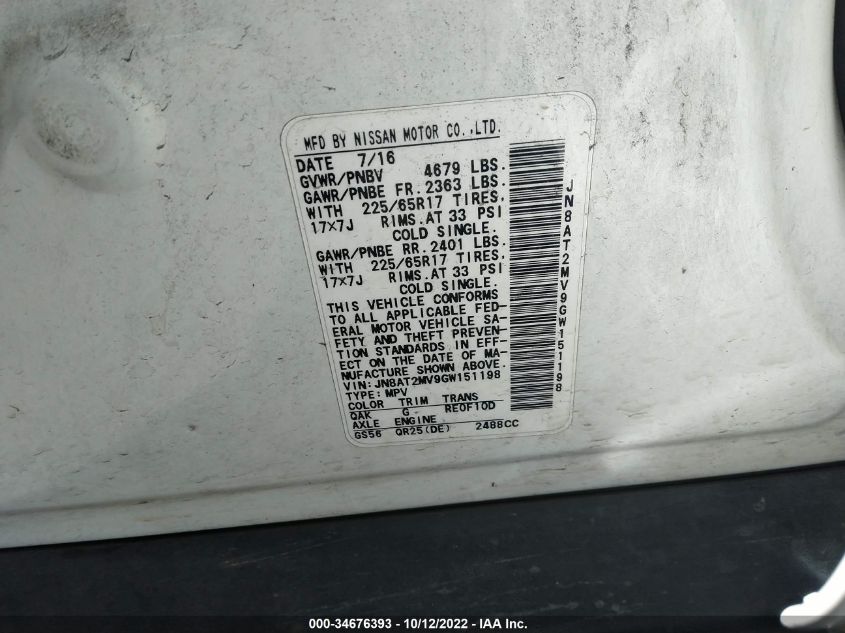 MFD BY NISSAN MOTOR CO.,LTD.
DATE 7/16
GVWR/PNBV 4679 LBS.
GAWR/PNBE FR. 2363 LBS.
WITH 225/65R17 TIRES,
17×7J RIMS.AT 33 PSI
COLD SINGLE.
GAWR/PNBE RR. 2401 LBS.
WITH 225/65R17 TIRES,
17×7J RIMS.AT 33 PSI
COLD SINGLE.
THIS VEHICLE CONFORMS
TO ALL APPLICABLE FED-
ERAL MOTOR VEHICLE SA-
FETY AND THEFT PREVEN-
TION STANDARDS IN EFF-
ECT ON THE DATE OF MA-
NUFACTURE SHOWN ABOVE.
VIN:JN8AT2MV9GW151198
TYPE:MPV
COLOR TRIM TRANS
QAK G REOF10D
AXLE ENGINE
GS56 QR25(DE) 2488CC
JN8AT2MV9GW151198
000-34676393 - 10/12/2022 - IAA Inc.